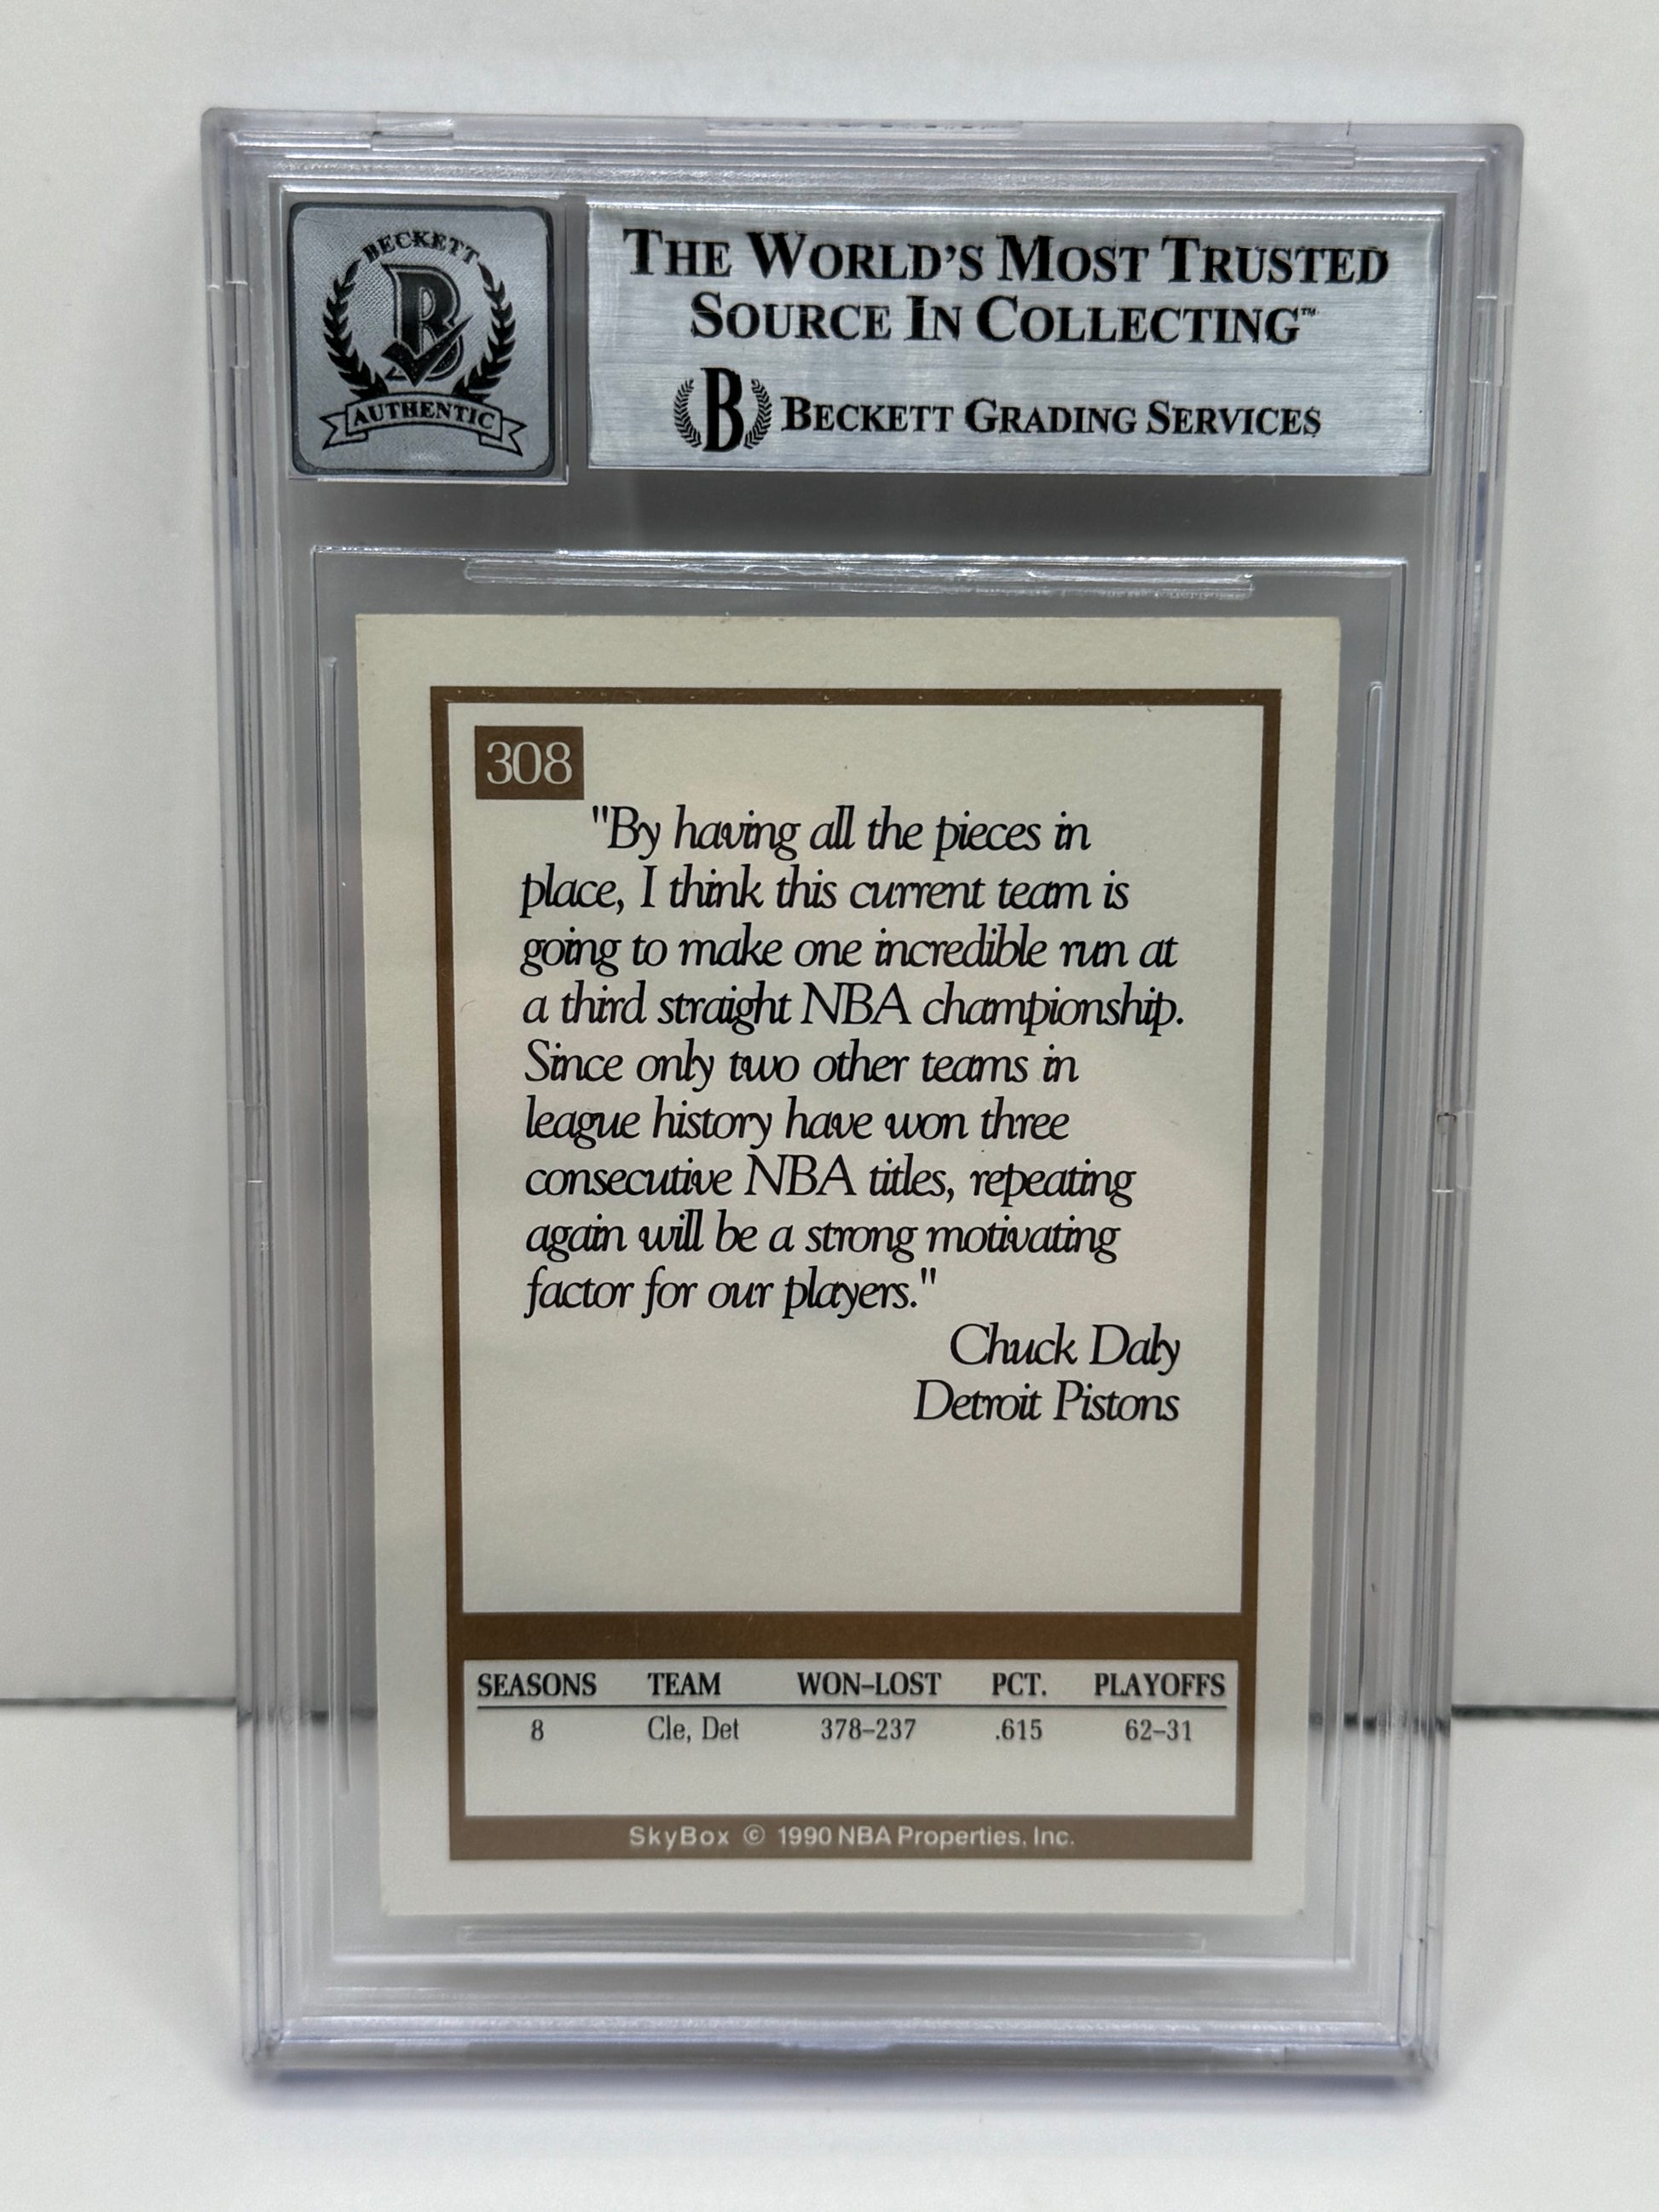 BECKETT
B
AUTHENTIC
THE WORLD'S MOST TRUSTED
SOURCE IN COLLECTING™
B BECKETT GRADING SERVICES
308
"By having all the pieces in
place, I think this current team is
going to make one incredible run at
a third straight NBA championship.
Since only two other teams in
league history have won three
consecutive NBA titles, repeating
again will be a strong motivating
factor for our players."
Chuck Daly
Detroit Pistons
SEASONS TEAM WON–LOST PCT. PLAYOFFS
8 Cle, Det 378–237 .615 62–31
SkyBox © 1990 NBA Properties, Inc.